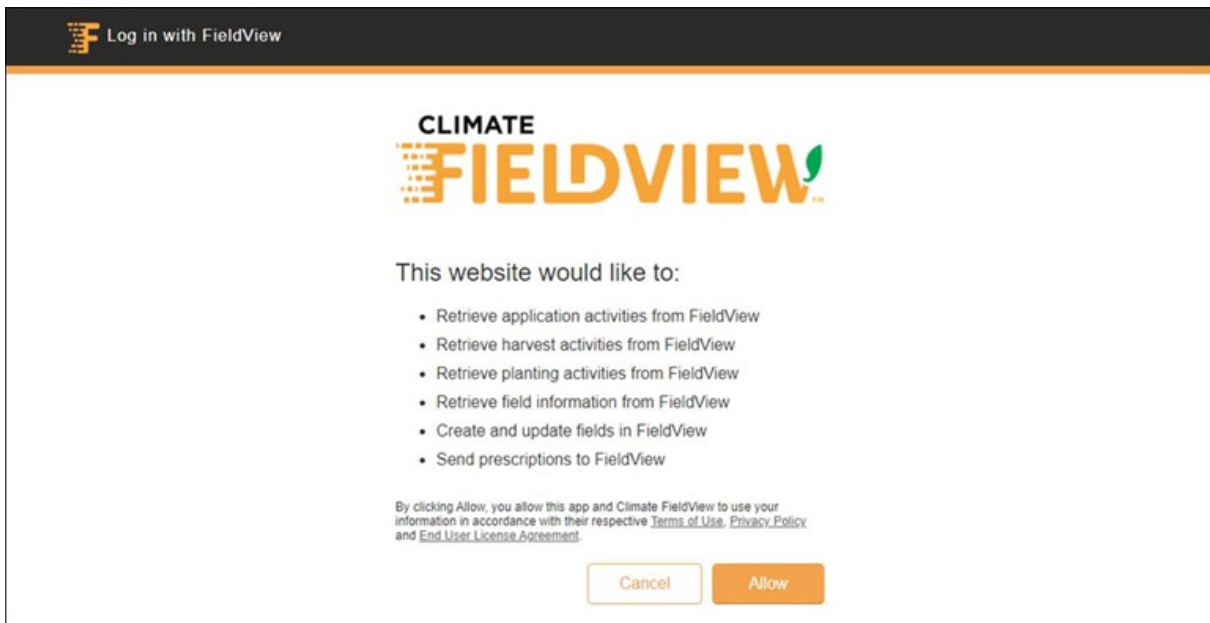 Log in with FieldView
CLIMATE
FIELDVIEW™
This website would like to:
• Retrieve application activities from FieldView
• Retrieve harvest activities from FieldView
• Retrieve planting activities from FieldView
• Retrieve field information from FieldView
• Create and update fields in FieldView
• Send prescriptions to FieldView
By clicking Allow, you allow this app and Climate FieldView to use your
information in accordance with their respective Terms of Use, Privacy Policy
and End User License Agreement.
Cancel Allow